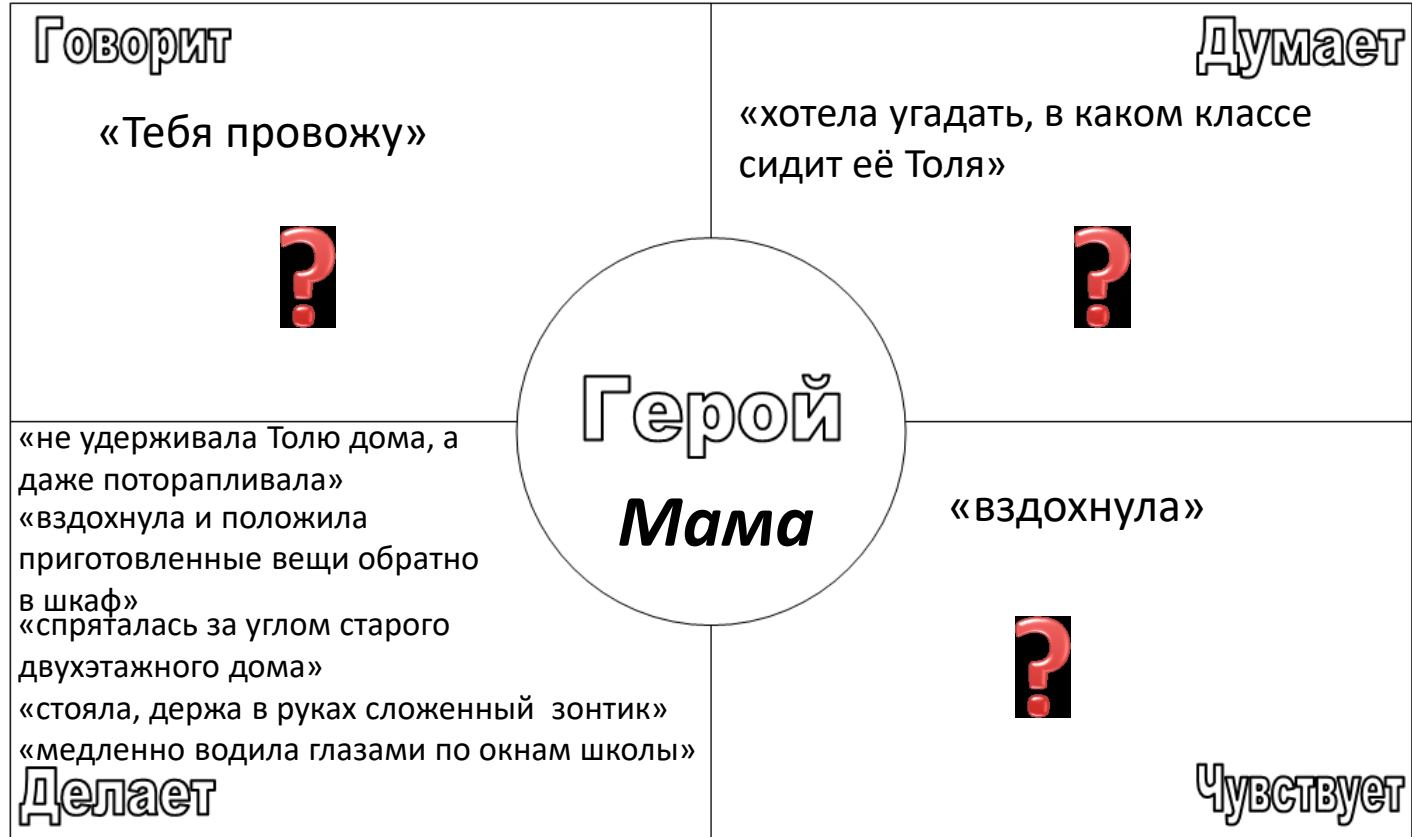 Говорит
«Тебя провожу»
?
Думает
«хотела угадать, в каком классе
сидит её Толя»
?
Герой
Мама
«не удерживала Толю дома, а
даже поторапливала»
«вздохнула и положила
приготовленные вещи обратно
в шкаф»
«спряталась за углом старого
двухэтажного дома»
«стояла, держа в руках сложенный зонтик»
«медленно водила глазами по окнам школы»
Делает
«вздохнула»
?
Чувствует